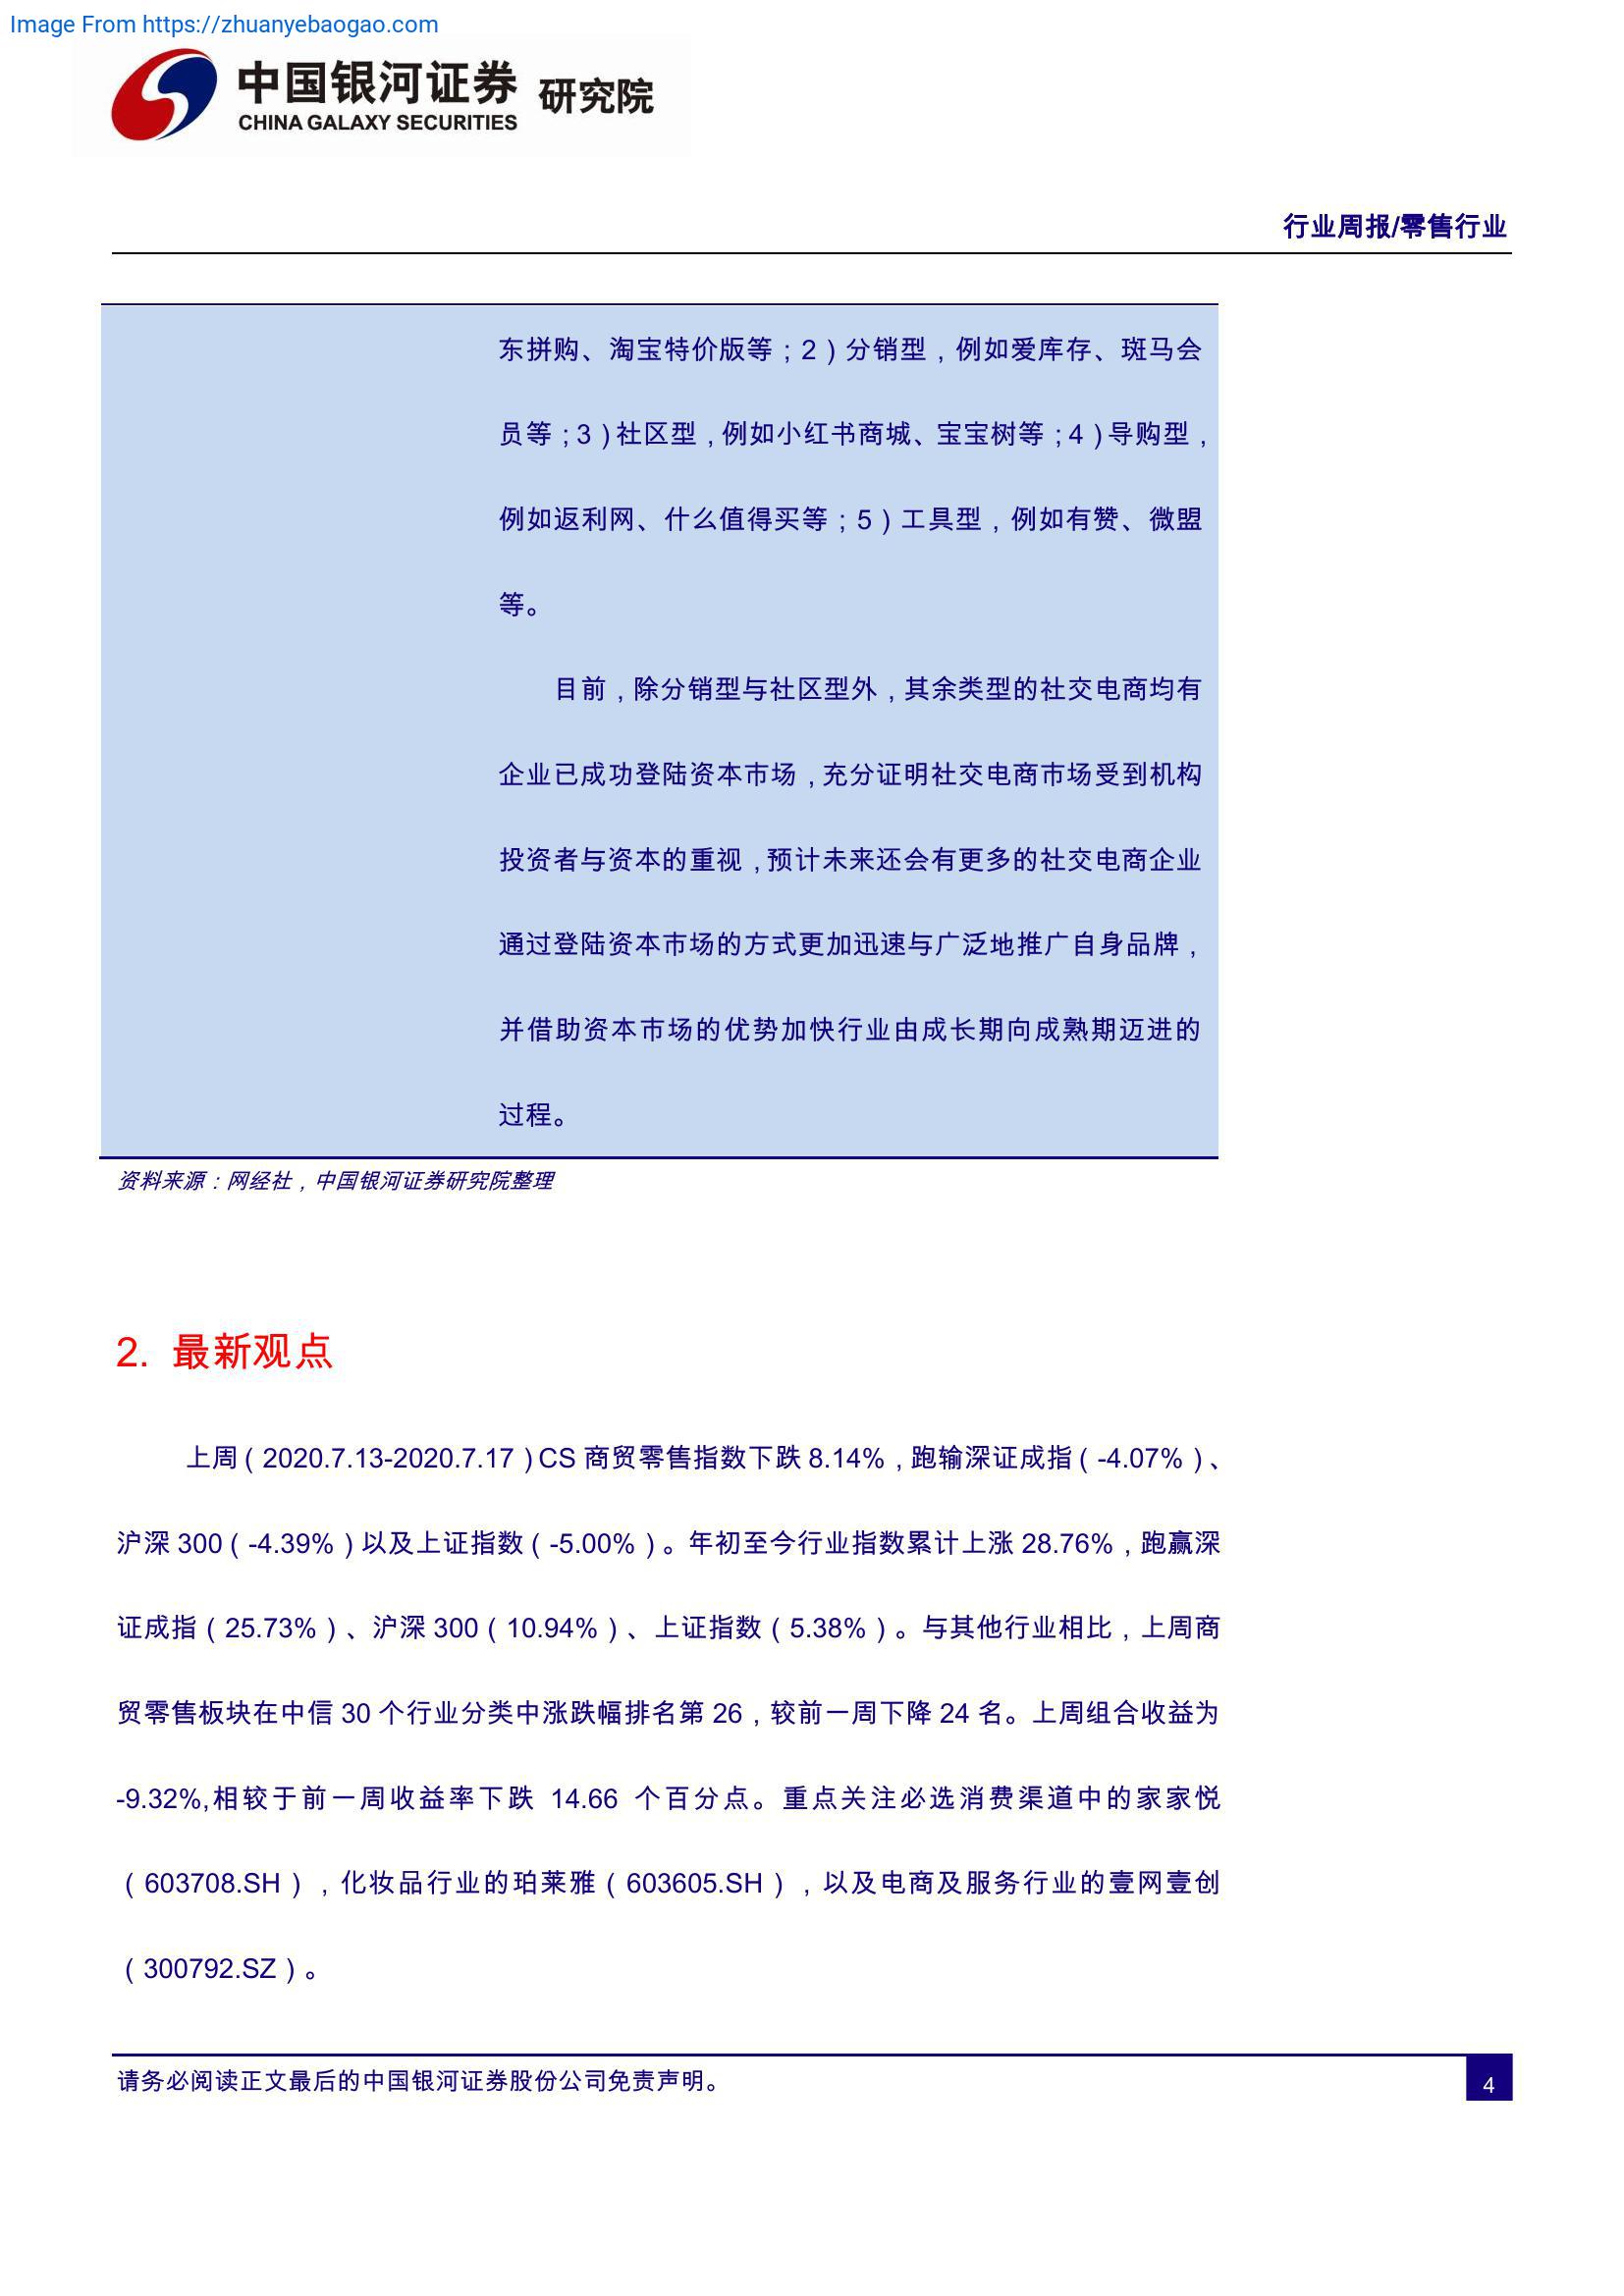 Image From https://zhuanyebaogao.com
中国银河证券 研究院
CHINA GALAXY SECURITIES
行业周报/零售行业
东拼购、淘宝特价版等；2）分销型，例如爱库存、斑马会
员等；3）社区型，例如小红书商城、宝宝树等；4）导购型，
例如返利网、什么值得买等；5）工具型，例如有赞、微盟
等。
目前，除分销型与社区型外，其余类型的社交电商均有
企业已成功登陆资本市场，充分证明社交电商市场受到机构
投资者与资本的重视，预计未来还会有更多的社交电商企业
通过登陆资本市场的方式更加迅速与广泛地推广自身品牌，
并借助资本市场的优势加快行业由成长期向成熟期迈进的
过程。
资料来源：网经社，中国银河证券研究院整理
2. 最新观点
上周（2020.7.13-2020.7.17）CS 商贸零售指数下跌 8.14%，跑输深证成指（-4.07%）、
沪深 300（-4.39%）以及上证指数（-5.00%）。年初至今行业指数累计上涨 28.76%，跑赢深
证成指（25.73%）、沪深 300（10.94%）、上证指数（5.38%）。与其他行业相比，上周商
贸零售板块在中信 30 个行业分类中涨跌幅排名第 26，较前一周下降 24 名。上周组合收益为
-9.32%,相较于前一周收益率下跌 14.66 个百分点。重点关注必选消费渠道中的家家悦
（603708.SH），化妆品行业的珀莱雅（603605.SH），以及电商及服务行业的壹网壹创
（300792.SZ）。
请务必阅读正文最后的中国银河证券股份公司免责声明。
4